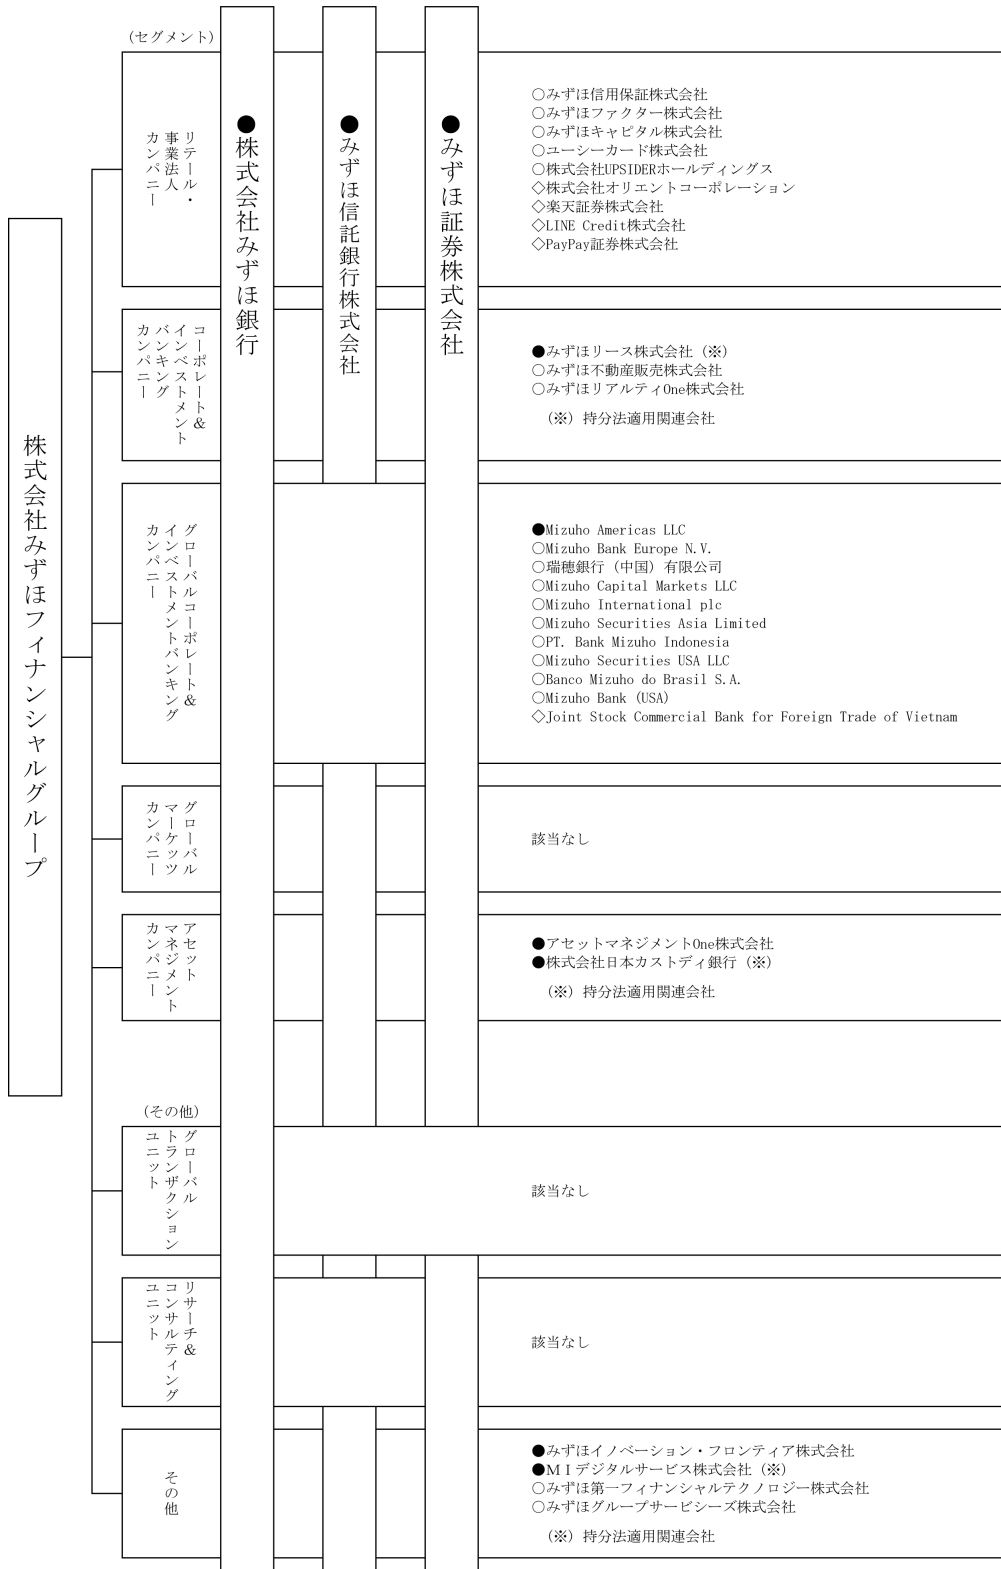 (セグメント)
株式会社みずほフィナンシャルグループ
●株式会社みずほ銀行
●みずほ信託銀行株式会社
●みずほ証券株式会社
リテール・
事業法人
カンパニー
○みずほ信用保証株式会社
○みずほファクター株式会社
○みずほキャピタル株式会社
○ユーシーカード株式会社
○株式会社UPSIDERホールディングス
◇株式会社オリエントコーポレーション
◇楽天証券株式会社
◇LINE Credit株式会社
◇PayPay証券株式会社
コーポレート&
インベストメント
バンキング
カンパニー
●みずほリース株式会社（※）
○みずほ不動産販売株式会社
○みずほリアルティOne株式会社
（※）持分法適用関連会社
グローバルコーポレート&
インベストメントバンキング
カンパニー
●Mizuho Americas LLC
○Mizuho Bank Europe N.V.
○瑞穂銀行（中国）有限公司
○Mizuho Capital Markets LLC
○Mizuho International plc
○Mizuho Securities Asia Limited
○PT. Bank Mizuho Indonesia
○Mizuho Securities USA LLC
○Banco Mizuho do Brasil S.A.
○Mizuho Bank (USA)
◇Joint Stock Commercial Bank for Foreign Trade of Vietnam
グローバル
マーケッツ
カンパニー
該当なし
アセット
マネジメント
カンパニー
●アセットマネジメントOne株式会社
●株式会社日本カストディ銀行（※）
（※）持分法適用関連会社
(その他)
グローバル
トランザクション
ユニット
該当なし
リサーチ&
コンサルティング
ユニット
該当なし
その他
●みずほイノベーション・フロンティア株式会社
●ＭＩデジタルサービス株式会社（※）
○みずほ第一フィナンシャルテクノロジー株式会社
○みずほグループサービシーズ株式会社
（※）持分法適用関連会社